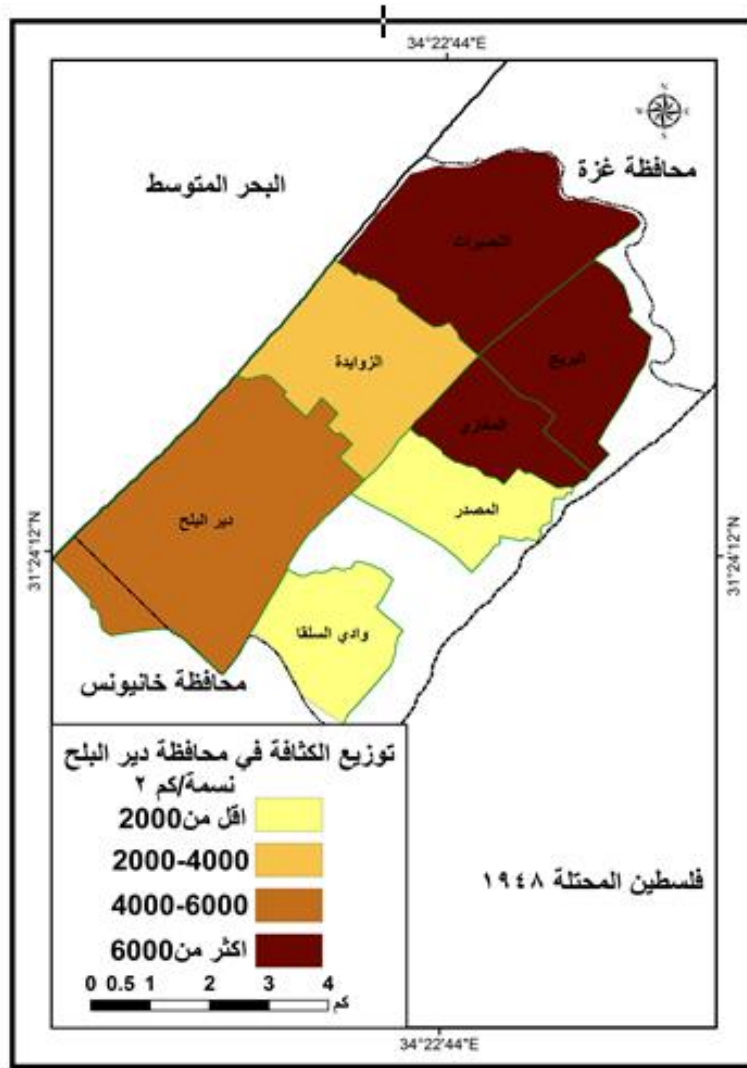 34°22'44"E
البحر المتوسط
محافظة غزة
النصيرات
البريج
الزوايدة
المغازي
المصدر
دير البلح
وادي السلقا
31°24'12"N
31°24'12"N
محافظة خانيونس
توزيع الكثافة في محافظة دير البلح
نسمة/كم ٢
اقل من2000
2000-4000
4000-6000
اكثر من6000
0 0.5 1 2 3 4
كم
فلسطين المحتلة ١٩٤٨
34°22'44"E